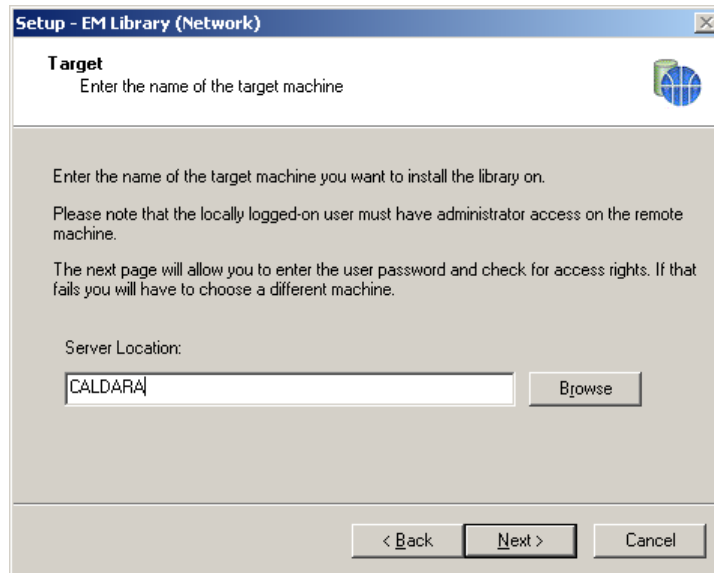 Setup - EM Library (Network)
Target
Enter the name of the target machine
Enter the name of the target machine you want to install the library on.
Please note that the locally logged-on user must have administrator access on the remote
machine.
The next page will allow you to enter the user password and check for access rights. If that
fails you will have to choose a different machine.
Server Location:
CALDARA
Browse
< Back
Next >
Cancel